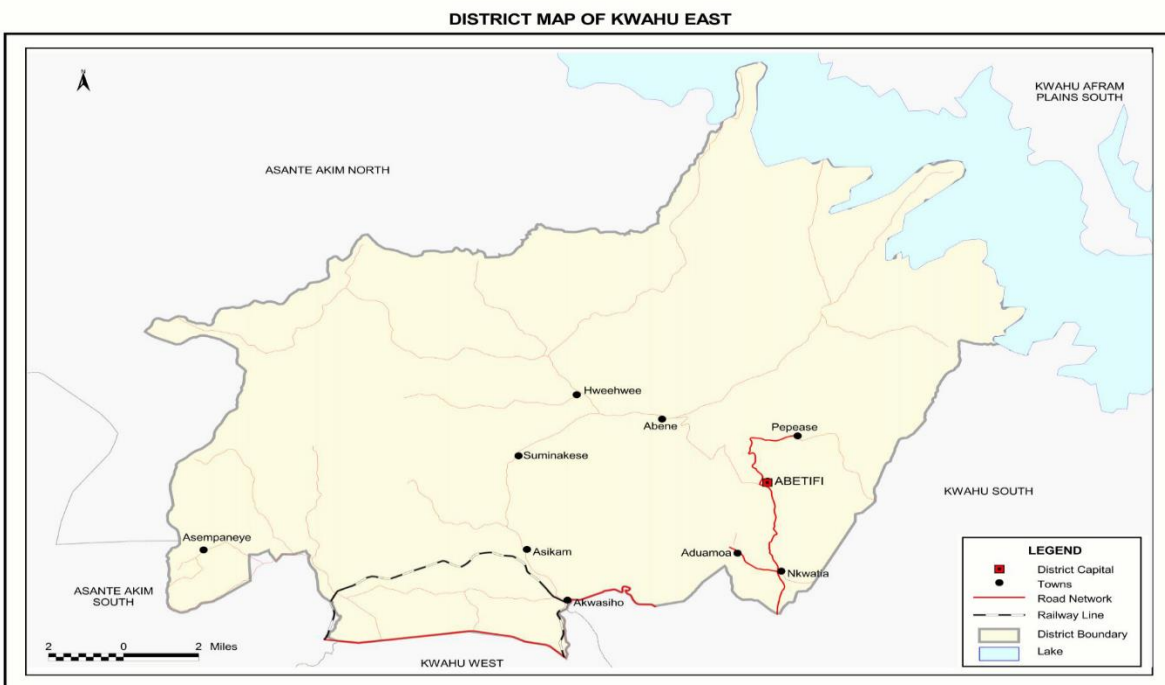 DISTRICT MAP OF KWAHU EAST
N
KWAHU AFRAM
PLAINS SOUTH
ASANTE AKIM NORTH
Hweehwee
Abene
Pepease
Suminakese
ABETIFI
KWAHU SOUTH
Asempaneye
Asikam
Aduamoa
Nkwatia
Akwasiho
ASANTE AKIM
SOUTH
KWAHU WEST
2 0 2 Miles
LEGEND
District Capital
Towns
Road Network
Railway Line
District Boundary
Lake